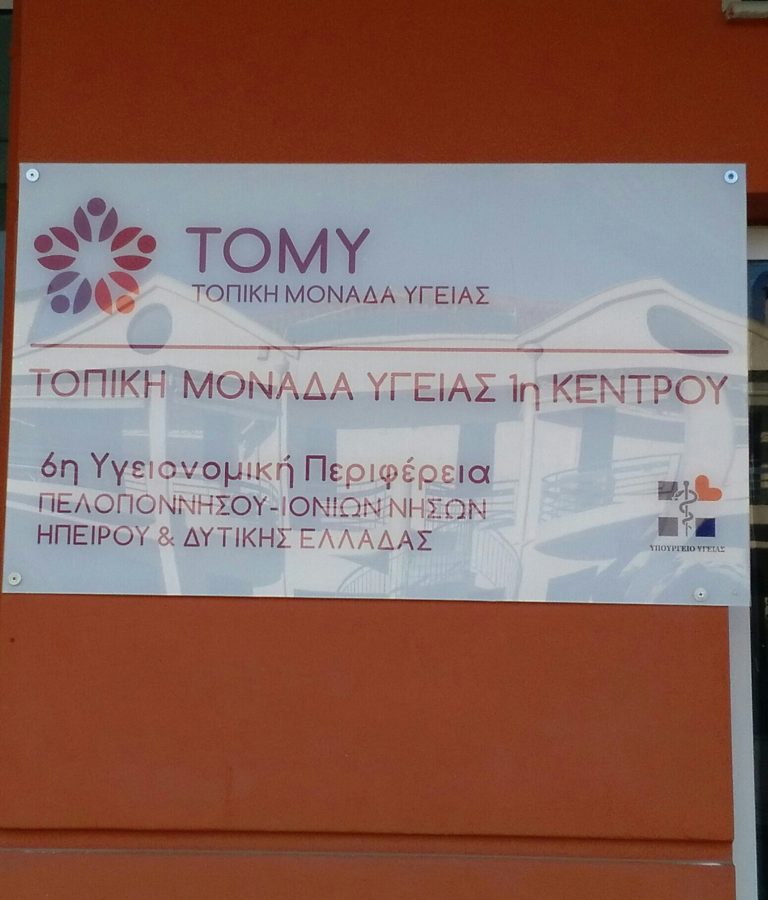 ΤΟΜΥ
ΤΟΠΙΚΗ ΜΟΝΑΔΑ ΥΓΕΙΑΣ
ΤΟΠΙΚΗ ΜΟΝΑΔΑ ΥΓΕΙΑΣ 1η ΚΕΝΤΡΟΥ
6η Υγειονομική Περιφέρεια
ΠΕΛΟΠΟΝΝΗΣΟΥ-ΙΟΝΙΩΝ ΝΗΣΩΝ
ΗΠΕΙΡΟΥ & ΔΥΤΙΚΗΣ ΕΛΛΑΔΑΣ
ΥΠΟΥΡΓΕΙΟ ΥΓΕΙΑΣ